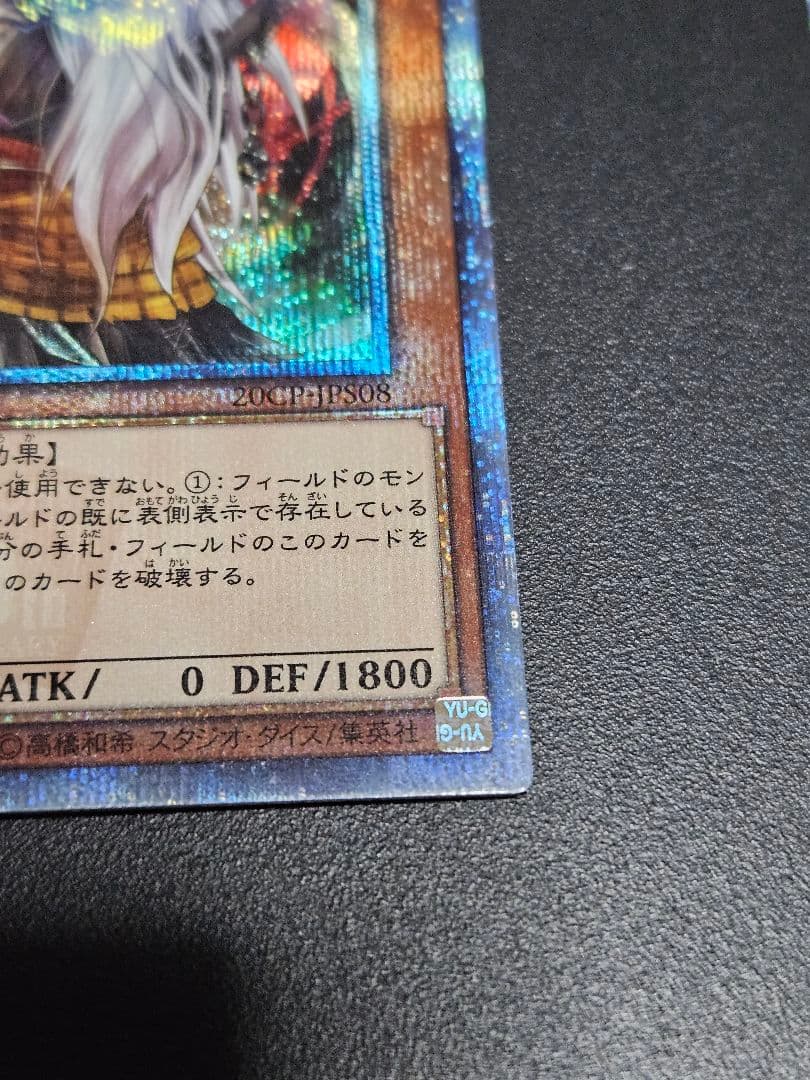 20CP-JPS08
効果】
使用できない。①：フィールドのモン
ルドの既に表側表示で存在している
分の手札・フィールドのこのカードを
のカードを破壊する。
ATK/ 0 DEF/1800
©高橋和希 スタジオ・ダイス/集英社
YU-G
YU-G